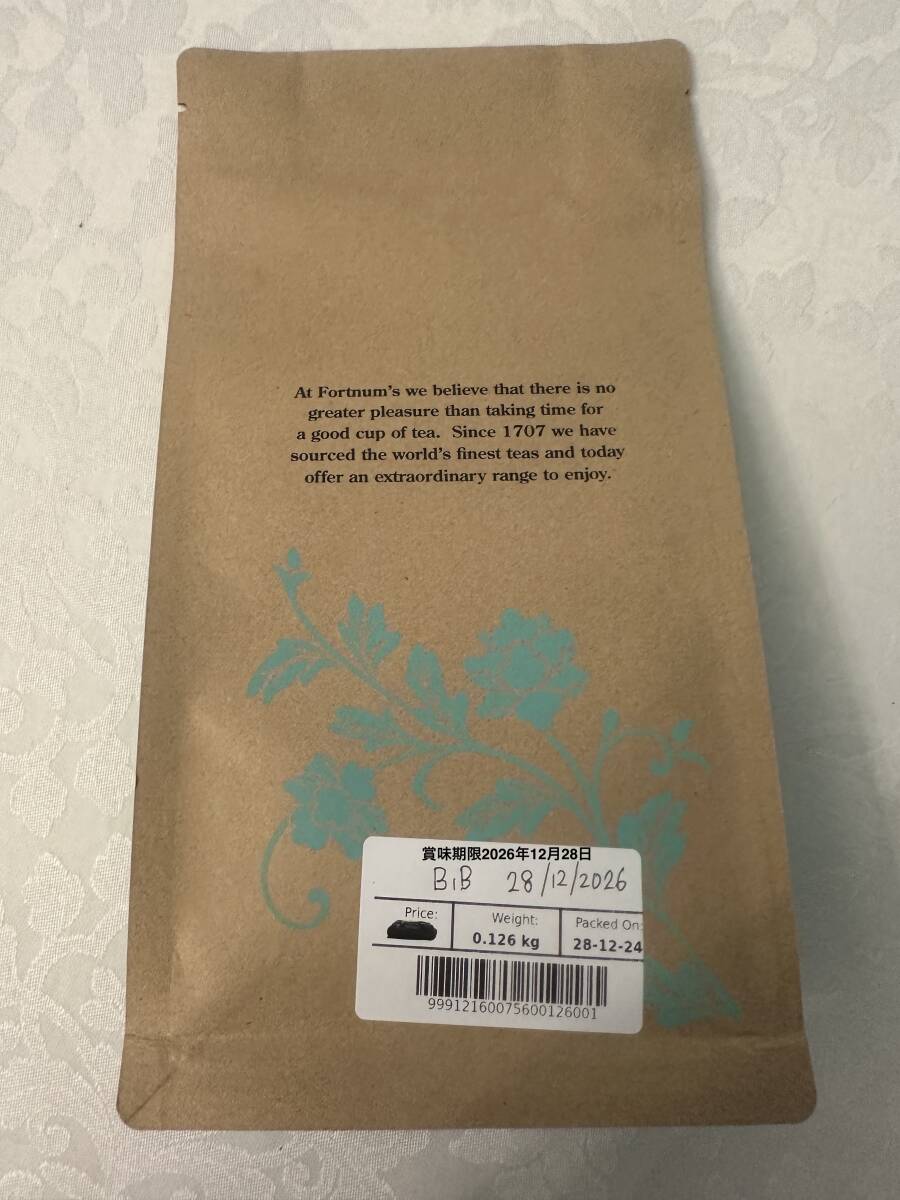 At Fortnum's we believe that there is no
greater pleasure than taking time for
a good cup of tea. Since 1707 we have
sourced the world's finest teas and today
offer an extraordinary range to enjoy.
賞味期限2026年12月28日
B,B 28/12/2026
Price: Weight: Packed On:
0.126 kg 28-12-24
99912160075600126001